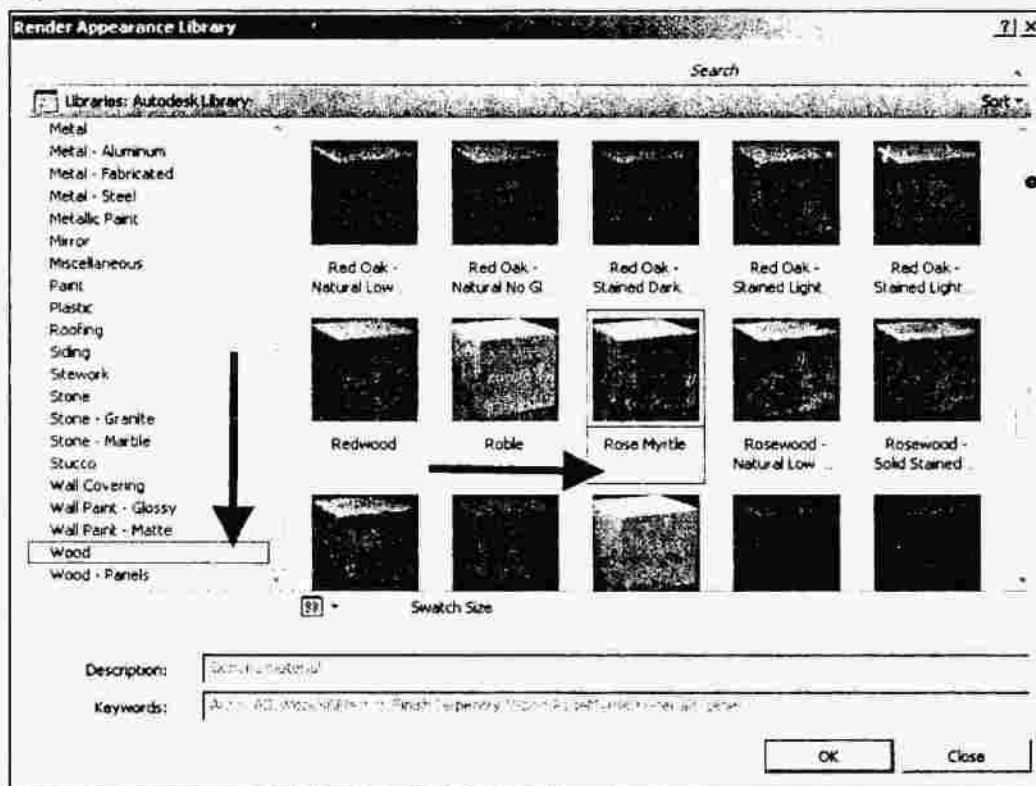 Render Appearance Library
Search
Libraries: Autodesk Library
Sort
Metal
Metal - Aluminum
Metal - Fabricated
Metal - Steel
Metallic Paint
Mirror
Miscellaneous
Paint
Plastic
Roofing
Siding
Sitework
Stone
Stone - Granite
Stone - Marble
Stucco
Wall Covering
Wall Paint - Glossy
Wall Paint - Matte
Wood
Wood - Panels
Red Oak -
Natural Low ...
Red Oak -
Natural No Gl...
Red Oak -
Stained Dark...
Red Oak -
Stained Light...
Red Oak -
Stained Light...
Redwood
Roble
Rose Myrtle
Rosewood -
Natural Low ...
Rosewood -
Solid Stained...
Swatch Size
Description:
material
Keywords:
Finish
OK
Close